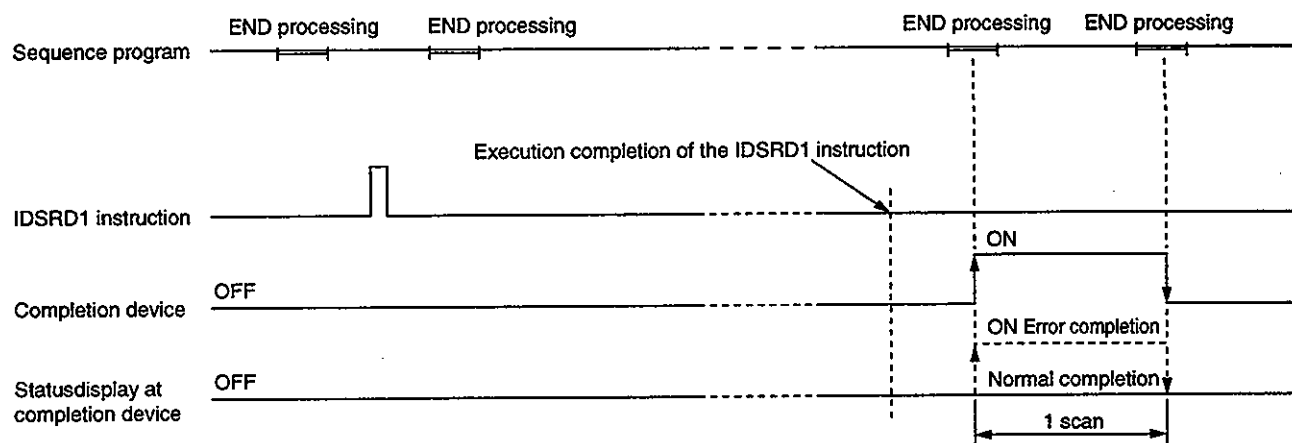 END processing
END processing
END processing
END processing
Sequence program
Execution completion of the IDSRD1 instruction
IDSRD1 instruction
ON
OFF
Completion device
ON Error completion
OFF
Normal completion
Statusdisplay at
completion device
1 scan